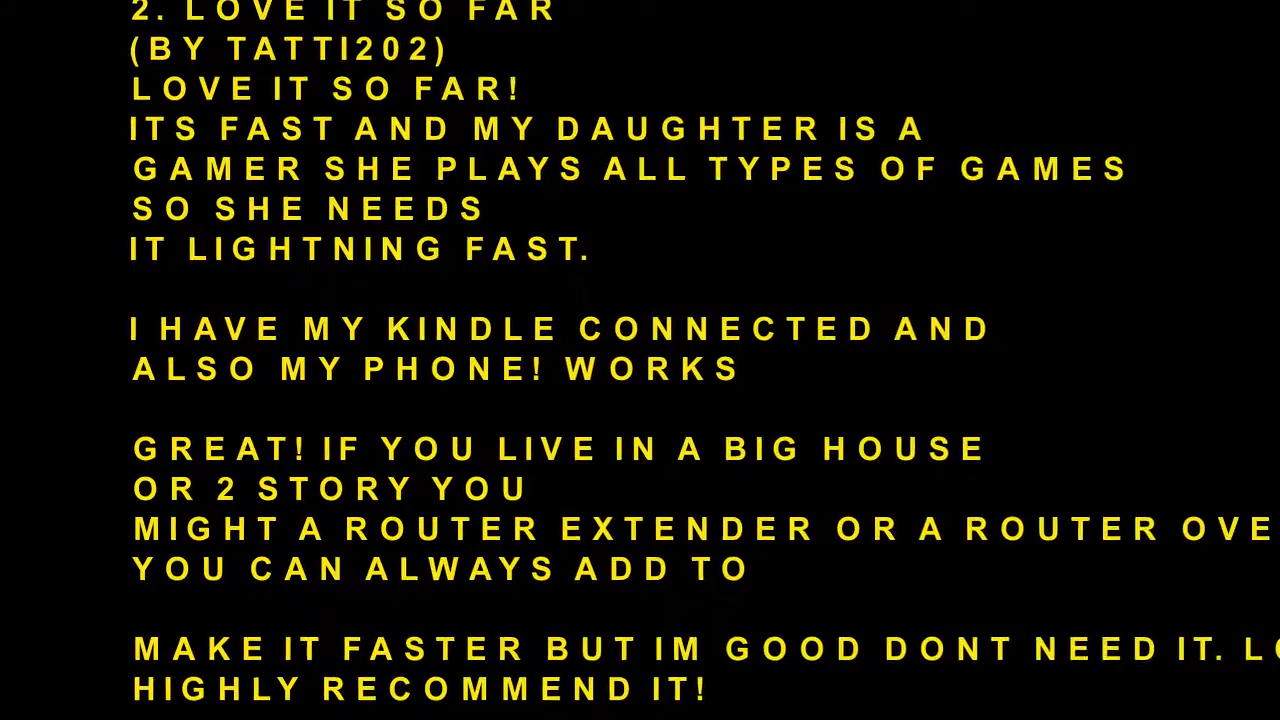 2. LOVE IT SO FAR
(BY TATTI202)
LOVE IT SO FAR!
ITS FAST AND MY DAUGHTER IS A
GAMER SHE PLAYS ALL TYPES OF GAMES
SO SHE NEEDS
IT LIGHTNING FAST.
I HAVE MY KINDLE CONNECTED AND
ALSO MY PHONE! WORKS
GREAT! IF YOU LIVE IN A BIG HOUSE
OR 2 STORY YOU
MIGHT A ROUTER EXTENDER OR A ROUTER
YOU CAN ALWAYS ADD TO
MAKE IT FASTER BUT IM GOOD DONT NEED IT.
HIGHLY RECOMMEND IT!